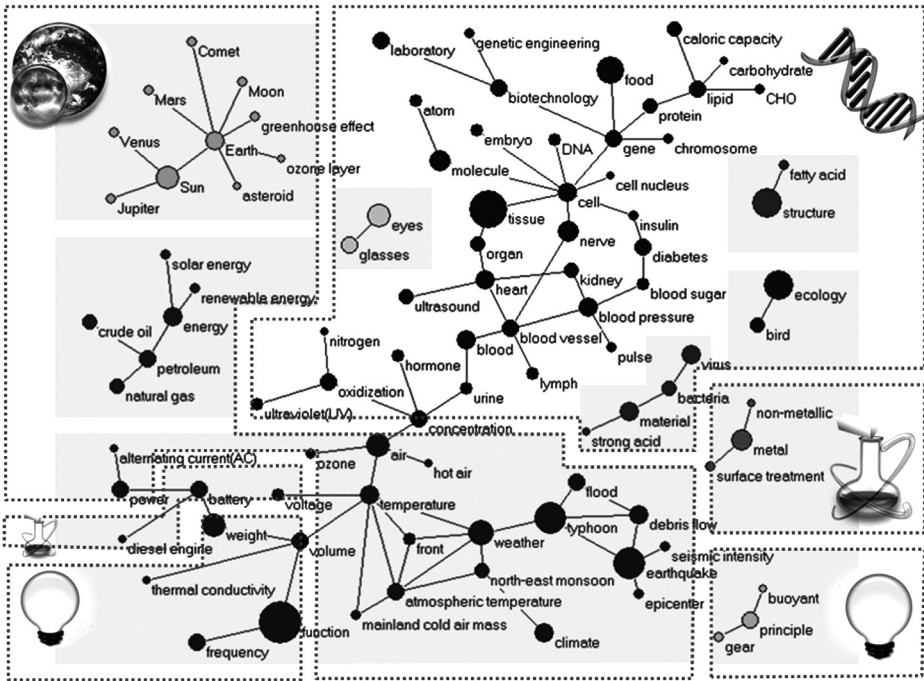 Comet
Moon
Mars
greenhouse effect
Venus
Earth
ozone layer
Sun
asteroid
Jupiter
laboratory
genetic engineering
caloric capacity
food
carbohydrate
biotechnology
lipid
CHO
atom
protein
embryo
DNA
gene
chromosome
molecule
cell nucleus
fatty acid
cell
tissue
structure
eyes
insulin
nerve
glasses
organ
diabetes
solar energy
heart
kidney
renewable energy
ultrasound
blood sugar
ecology
energy
blood pressure
crude oil
nitrogen
blood vessel
bird
hormone
blood
pulse
petroleum
virus
lymph
natural gas
oxidization
urine
bacteria
ultraviolet(UV)
material
non-metallic
concentration
strong acid
metal
alternating current(AC)
ozone
air
hot air
surface treatment
power
battery
voltage
temperature
flood
weight
typhoon
debris flow
diesel engine
volume
front
weather
seismic intensity
earthquake
thermal conductivity
north-east monsoon
epicenter
buoyant
atmospheric temperature
mainland cold air mass
principle
function
climate
gear
frequency